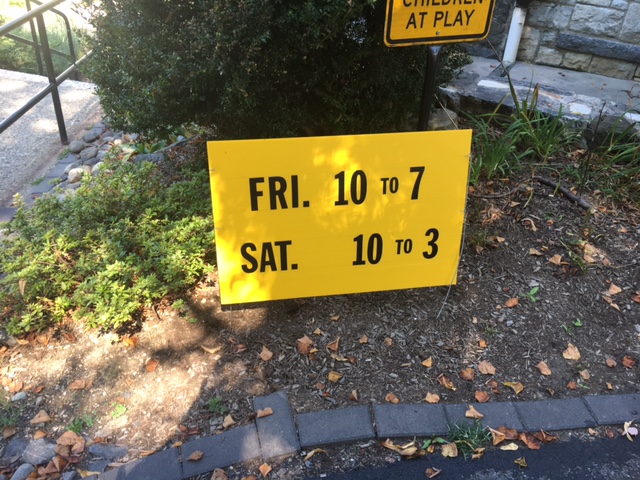 CHILDREN
AT PLAY
FRI. 10 TO 7
SAT. 10 TO 3